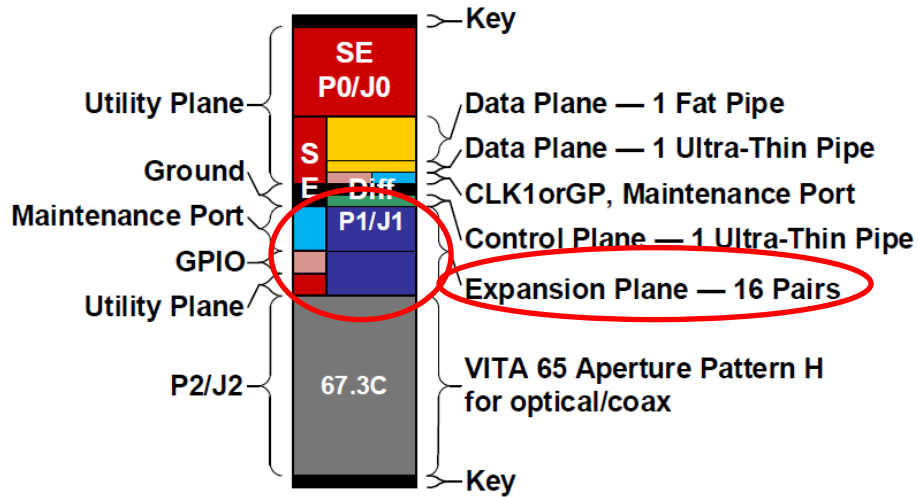 Key
SE
P0/J0
Utility Plane
Data Plane — 1 Fat Pipe
Data Plane — 1 Ultra-Thin Pipe
S
E
Ground
CLK1orGP, Maintenance Port
Diff
Maintenance Port
P1/J1
Control Plane — 1 Ultra-Thin Pipe
GPIO
Expansion Plane — 16 Pairs
Utility Plane
P2/J2
67.3C
VITA 65 Aperture Pattern H
for optical/coax
Key